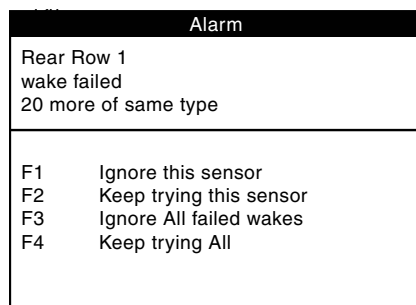 Alarm
Rear Row 1
wake failed
20 more of same type
F1 Ignore this sensor
F2 Keep trying this sensor
F3 Ignore All failed wakes
F4 Keep trying All